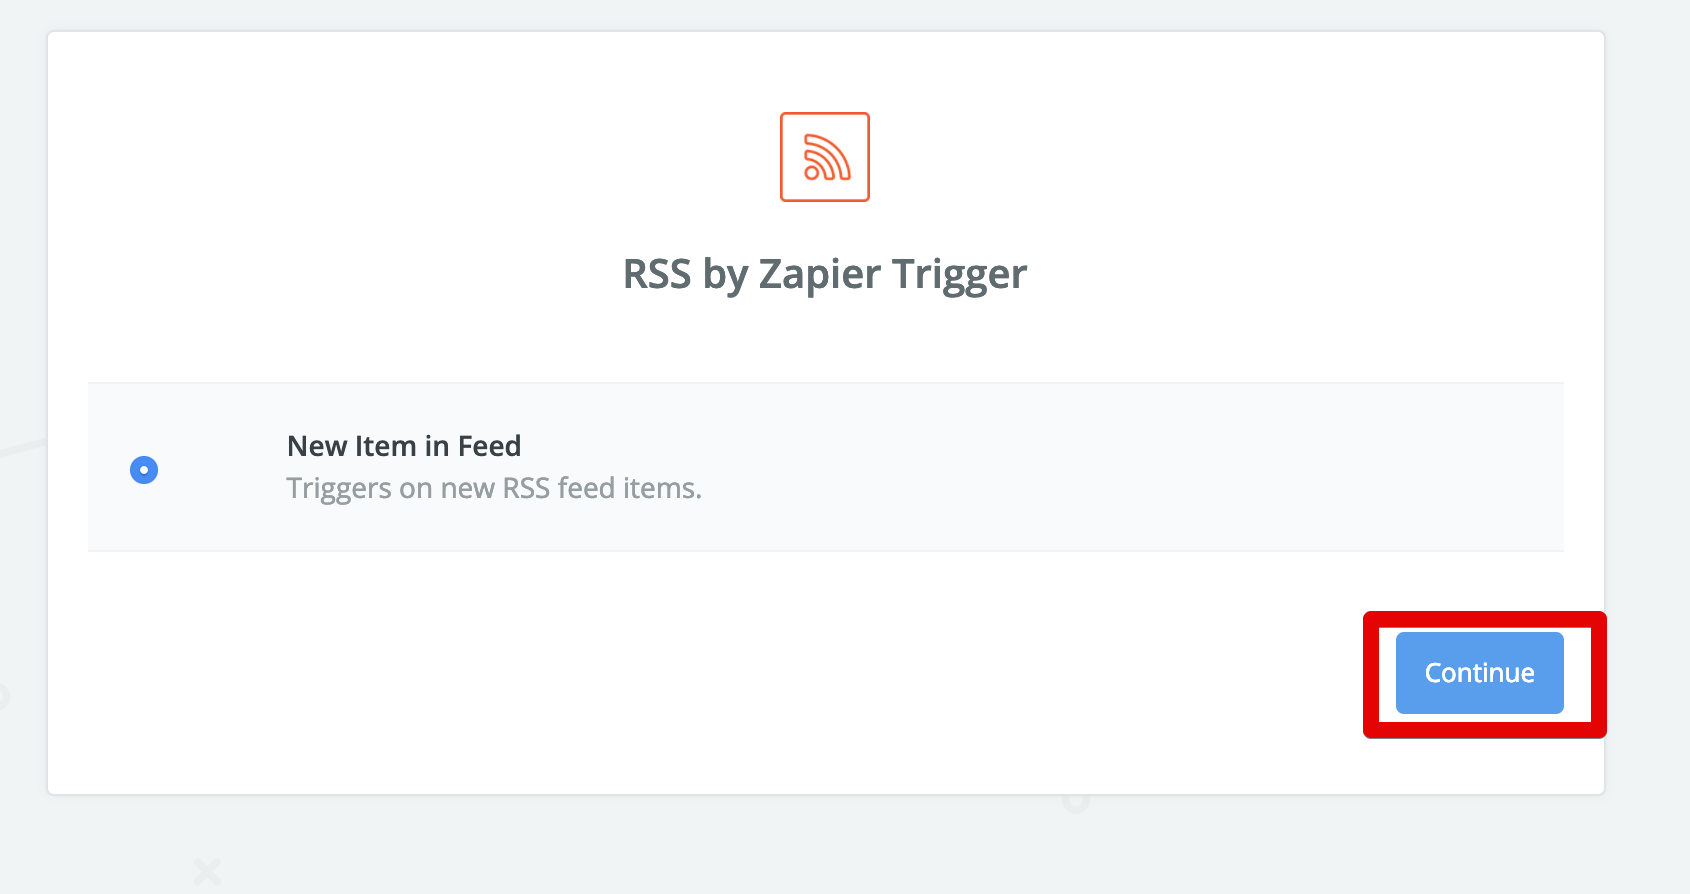 RSS by Zapier Trigger
New Item in Feed
Triggers on new RSS feed items.
Continue